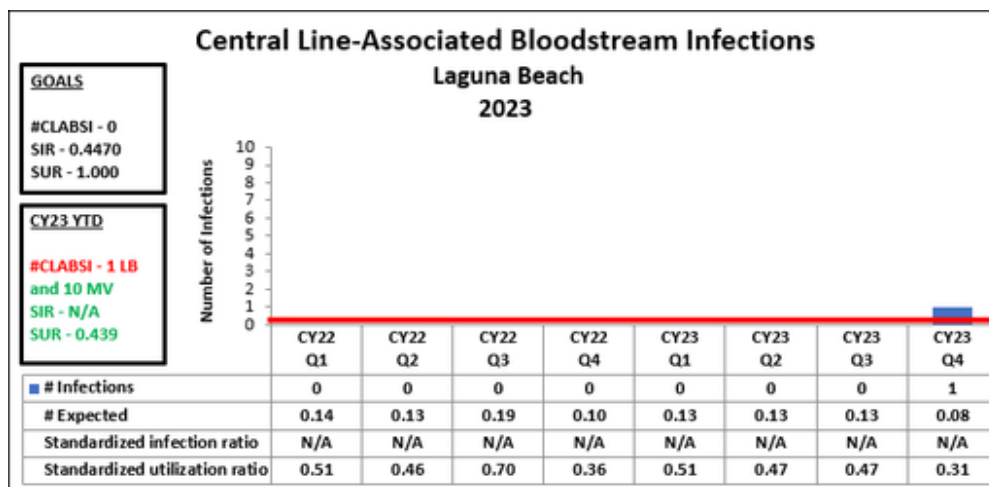 Central Line-Associated Bloodstream Infections
Laguna Beach
2023
GOALS
#CLABSI - 0
SIR - 0.4470
SUR - 1.000
CY23 YTD
#CLABSI - 1 LB
and 10 MV
SIR - N/A
SUR - 0.439
Number of Infections
10
9
8
7
6
5
4
3
2
1
0
CY22 CY22 CY22 CY22 CY23 CY23 CY23 CY23
Q1 Q2 Q3 Q4 Q1 Q2 Q3 Q4
# Infections 0 0 0 0 0 0 0 1
# Expected 0.14 0.13 0.19 0.10 0.13 0.13 0.13 0.08
Standardized infection ratio N/A N/A N/A N/A N/A N/A N/A N/A
Standardized utilization ratio 0.51 0.46 0.70 0.36 0.51 0.47 0.47 0.31